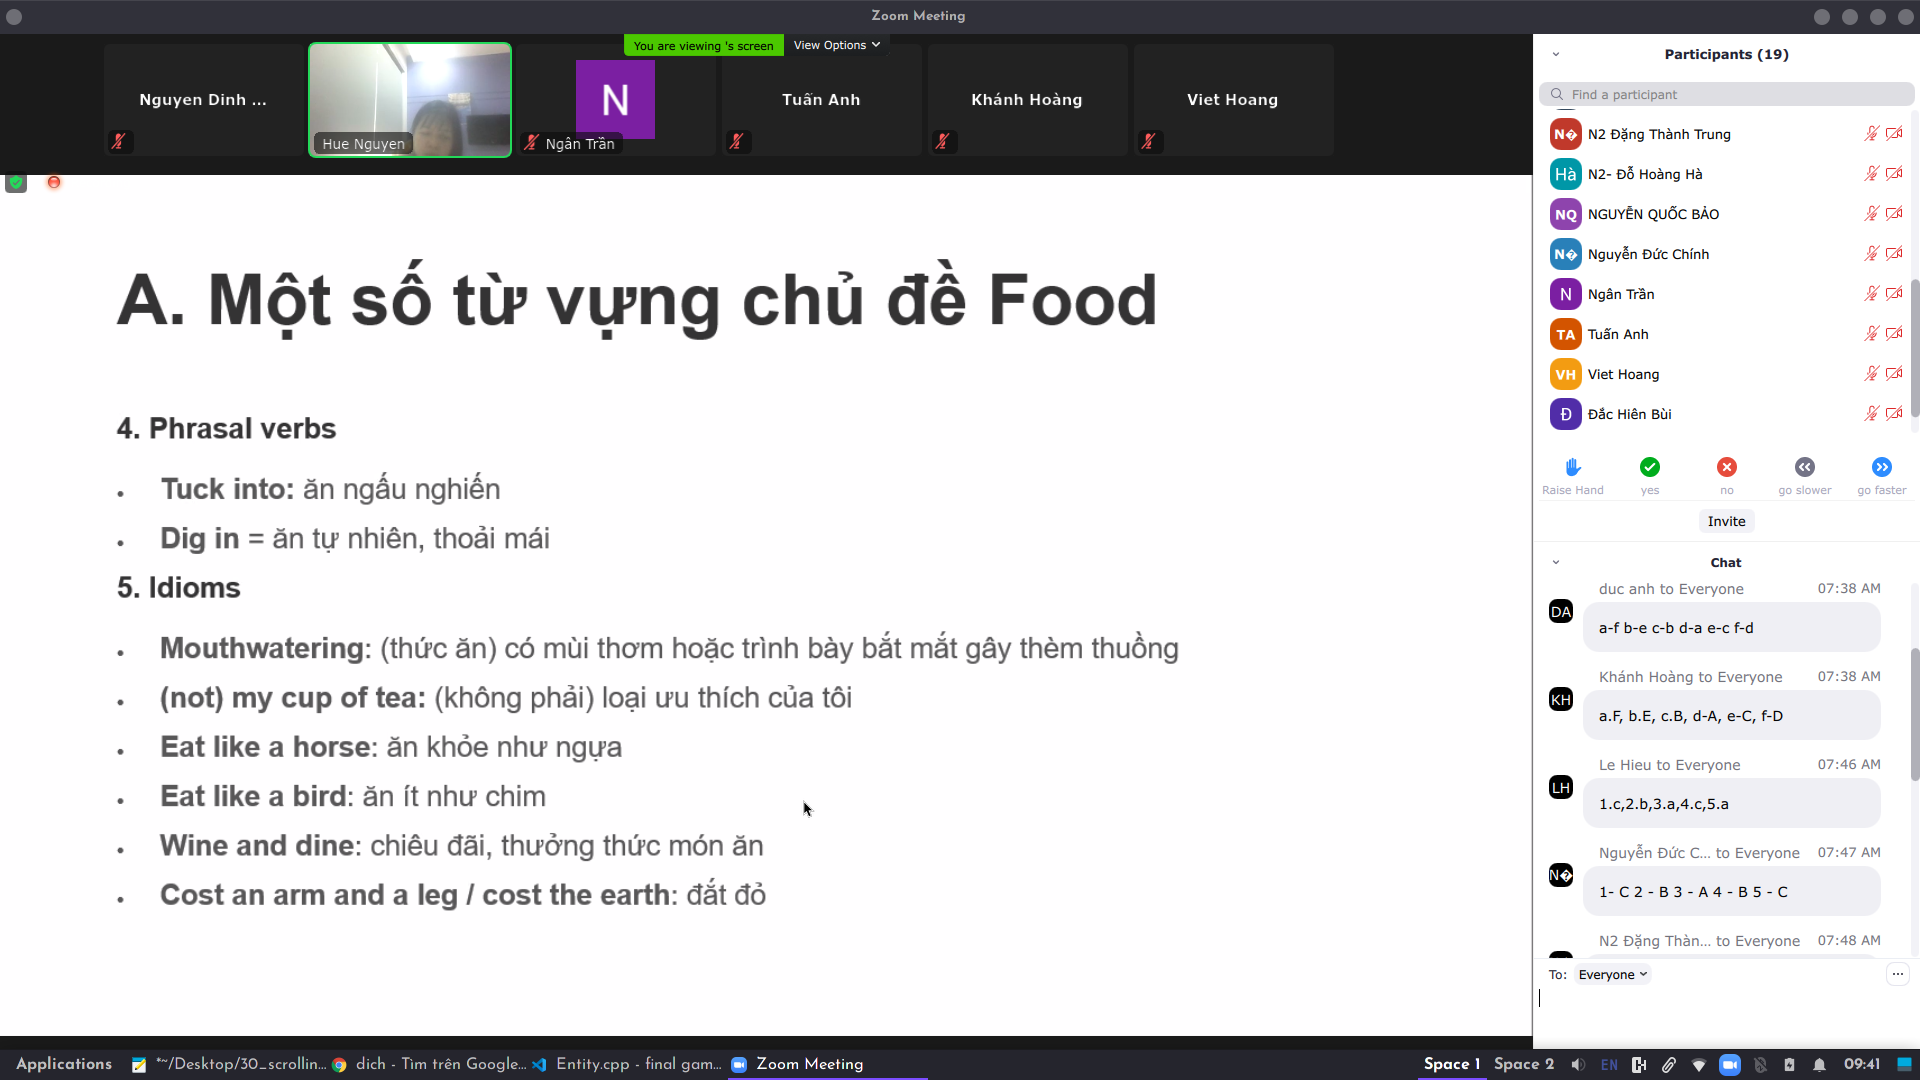 Zoom Meeting
You are viewing 's screen
View Options
Nguyen Dinh ...
Hue Nguyen
N
Ngân Trần
Tuấn Anh
Khánh Hoàng
Viet Hoang
A. Một số từ vựng chủ đề Food
4. Phrasal verbs
• Tuck into: ăn ngấu nghiến
• Dig in = ăn tự nhiên, thoải mái
5. Idioms
• Mouthwatering: (thức ăn) có mùi thơm hoặc trình bày bắt mắt gây thèm thuồng
• (not) my cup of tea: (không phải) loại ưu thích của tôi
• Eat like a horse: ăn khỏe như ngựa
• Eat like a bird: ăn ít như chim
• Wine and dine: chiêu đãi, thưởng thức món ăn
• Cost an arm and a leg / cost the earth: đắt đỏ
Participants (19)
Find a participant
N� N2 Đặng Thành Trung
Hà N2- Đỗ Hoàng Hà
NQ NGUYỄN QUỐC BẢO
N� Nguyễn Đức Chính
N Ngân Trần
TA Tuấn Anh
VH Viet Hoang
Đ Đắc Hiên Bùi
Raise Hand yes no go slower go faster
Invite
Chat
duc anh to Everyone 07:38 AM
DA
a-f b-e c-b d-a e-c f-d
Khánh Hoàng to Everyone 07:38 AM
KH
a.F, b.E, c.B, d-A, e-C, f-D
Le Hieu to Everyone 07:46 AM
LH
1.c,2.b,3.a,4.c,5.a
Nguyễn Đức C... to Everyone 07:47 AM
N�
1- C 2 - B 3 - A 4 - B 5 - C
N2 Đặng Thàn... to Everyone 07:48 AM
To: Everyone
Applications *~/Desktop/30_scrollin... dich - Tìm trên Google... Entity.cpp - final gam... Zoom Meeting Space 1 Space 2 EN 09:41